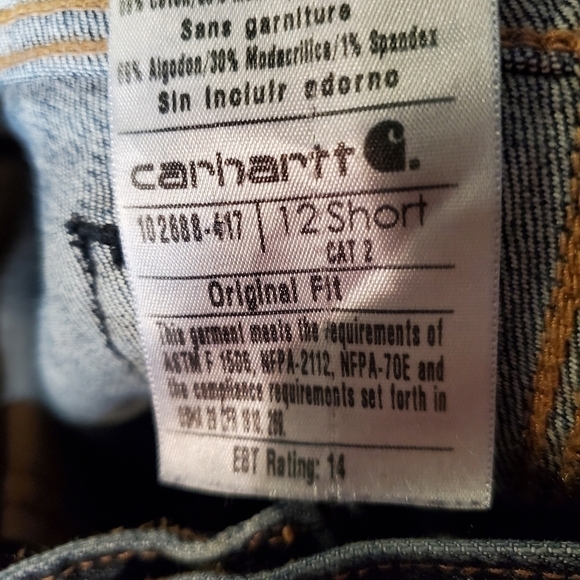 Sans garniture
Algodon/30% Modacrilico/1% Spandex
Sin Incluir adorno
carhartt
102688-417 | 12 Short
CAT 2
Original Fit
This garment meets the requirements of
ASTM F 1506, NFPA-2112, NFPA-70E and
the compliance requirements set forth in
EBT Rating: 14